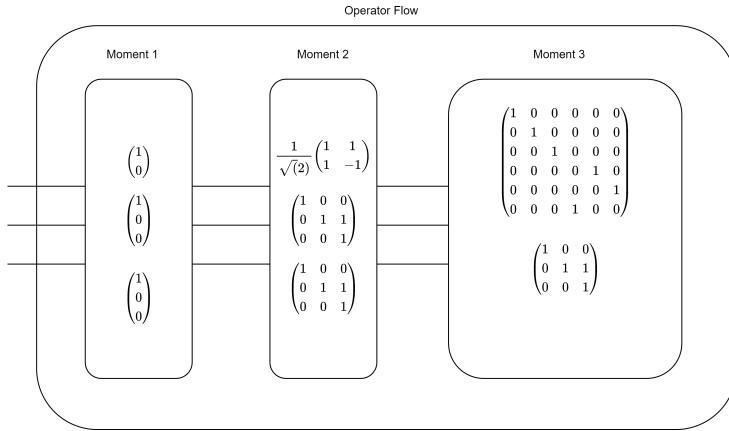 Operator Flow
Moment 1
Moment 2
Moment 3
1
0
1
0
0
1
0
0
1/√(2) 1 1
1 -1
1 0 0
0 1 1
0 0 1
1 0 0
0 1 1
0 0 1
1 0 0 0 0 0
0 1 0 0 0 0
0 0 1 0 0 0
0 0 0 0 1 0
0 0 0 0 0 1
0 0 0 1 0 0
1 0 0
0 1 1
0 0 1